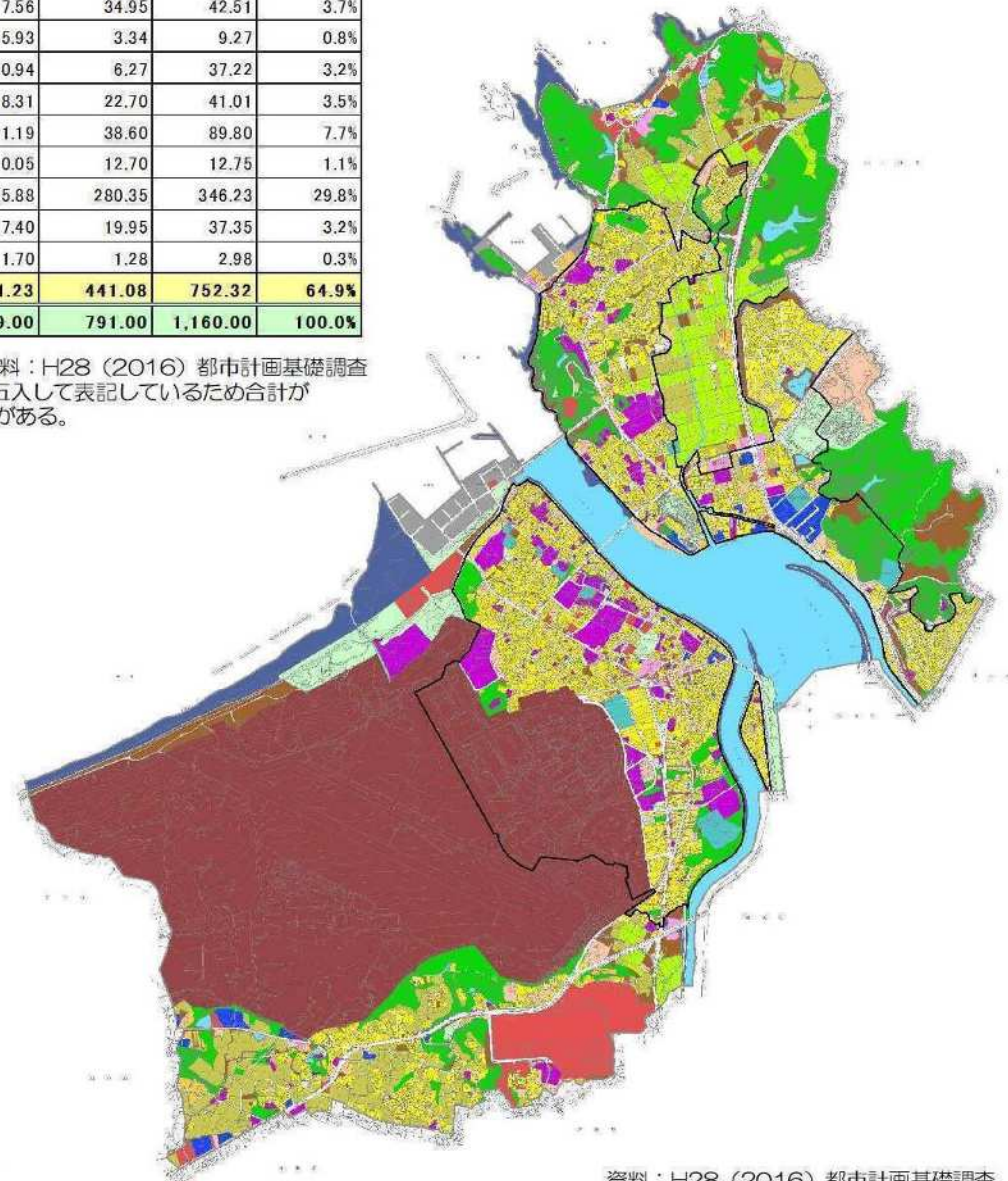 7.56 34.95 42.51 3.7%
5.93 3.34 9.27 0.8%
0.94 6.27 37.22 3.2%
8.31 22.70 41.01 3.5%
1.19 38.60 89.80 7.7%
0.05 12.70 12.75 1.1%
5.88 280.35 346.23 29.8%
7.40 19.95 37.35 3.2%
1.70 1.28 2.98 0.3%
1.23 441.08 752.32 64.9%
9.00 791.00 1,160.00 100.0%
料：H28（2016）都市計画基礎調査
五入して表記しているため合計が
がある。
資料：H28（2016）都市計画基礎調査